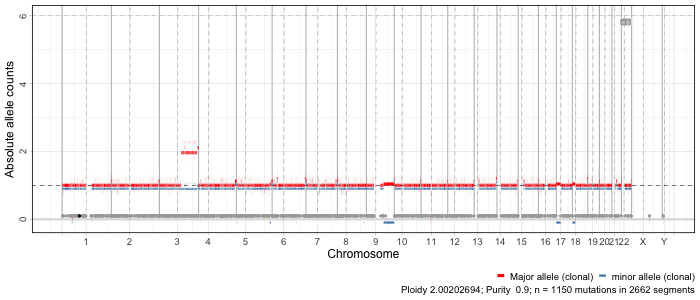 Absolute allele counts
6
4
2
0
1 2 3 4 5 6 7 8 9 10 11 12 13 14 15 16 17 18 19 20 21 22 X Y
Chromosome
Major allele (clonal) minor allele (clonal)
Ploidy 2.00202694; Purity 0.9; n = 1150 mutations in 2662 segments